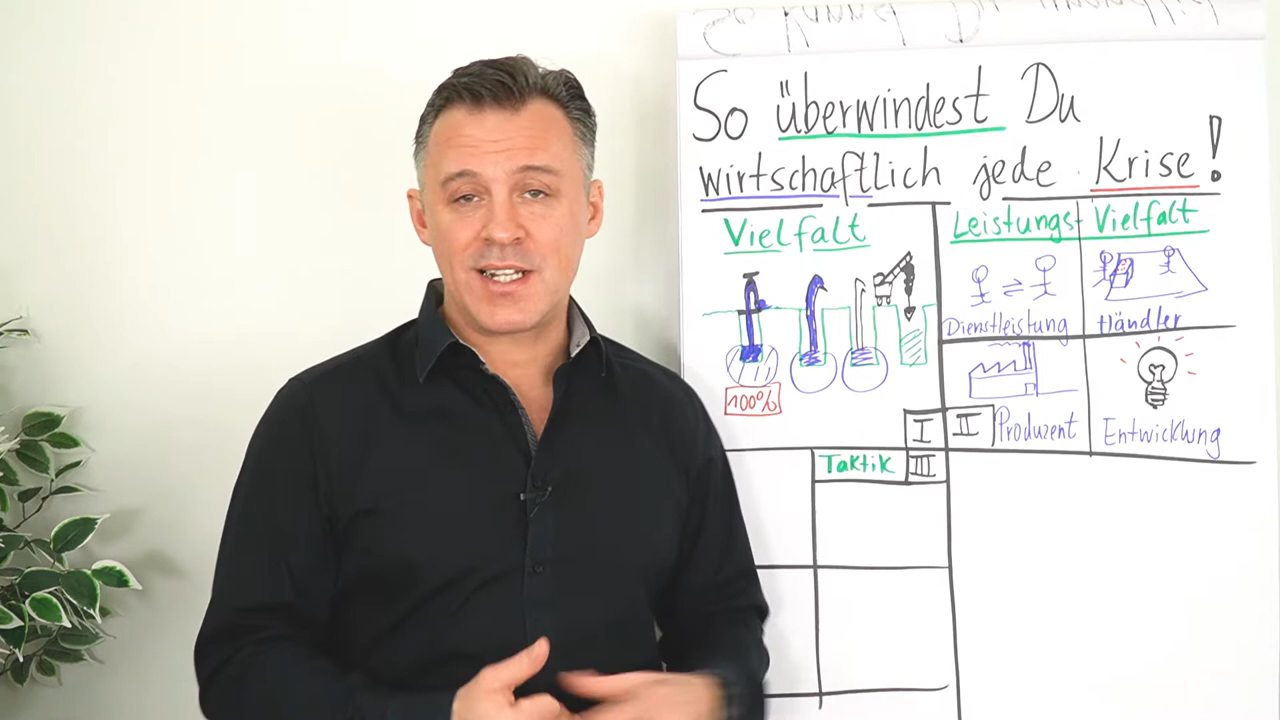 So überwindest Du
wirtschaftlich jede Krise!
Vielfalt
Leistungs-Vielfalt
Dienstleistung
Händler
100%
I
II
Produzent
Entwicklung
Taktik
III